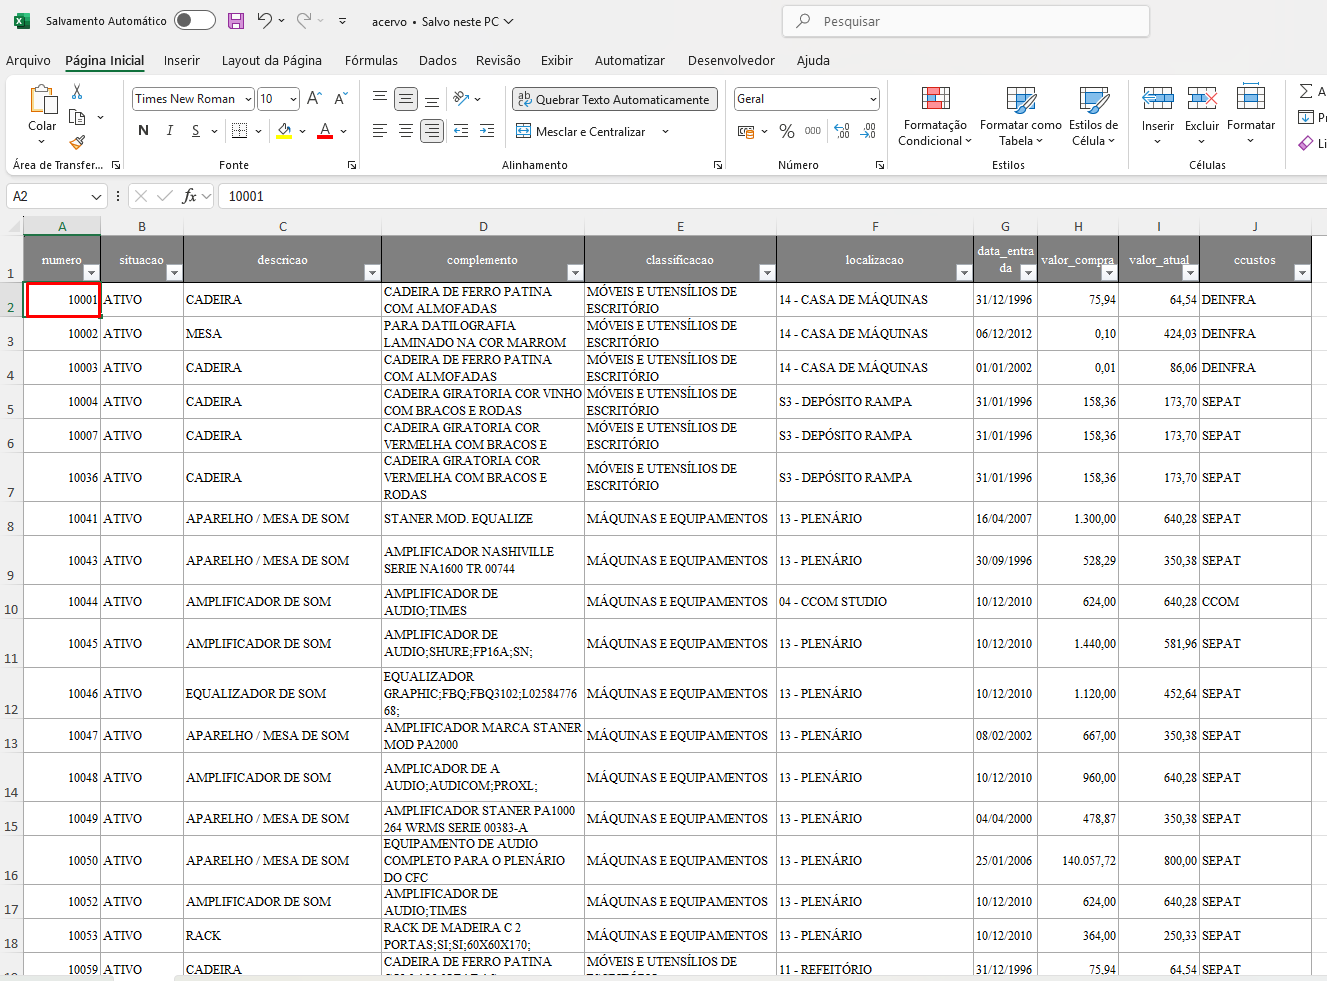 Salvamento Automático
acervo • Salvo neste PC
Pesquisar
Arquivo Página Inicial Inserir Layout da Página Fórmulas Dados Revisão Exibir Automatizar Desenvolvedor Ajuda
Colar
Área de Transfer...
Times New Roman 10
N I S
Fonte
Quebrar Texto Automaticamente
Mesclar e Centralizar
Alinhamento
Geral
% 000
Número
Formatação Condicional
Formatar como Tabela
Estilos de Célula
Estilos
Inserir Excluir Formatar
Células
A2 fx 10001
A B C D E F G H I J
1 numero situacao descricao complemento classificacao localizacao data_entrada valor_compra valor_atual ccustos
2 10001 ATIVO CADEIRA CADEIRA DE FERRO PATINA COM ALMOFADAS MÓVEIS E UTENSÍLIOS DE ESCRITÓRIO 14 - CASA DE MÁQUINAS 31/12/1996 75,94 64,54 DEINFRA
3 10002 ATIVO MESA PARA DATILOGRAFIA LAMINADO NA COR MARROM MÓVEIS E UTENSÍLIOS DE ESCRITÓRIO 14 - CASA DE MÁQUINAS 06/12/2012 0,10 424,03 DEINFRA
4 10003 ATIVO CADEIRA CADEIRA DE FERRO PATINA COM ALMOFADAS MÓVEIS E UTENSÍLIOS DE ESCRITÓRIO 14 - CASA DE MÁQUINAS 01/01/2002 0,01 86,06 DEINFRA
5 10004 ATIVO CADEIRA CADEIRA GIRATORIA COR VINHO COM BRACOS E RODAS MÓVEIS E UTENSÍLIOS DE ESCRITÓRIO S3 - DEPÓSITO RAMPA 31/01/1996 158,36 173,70 SEPAT
6 10007 ATIVO CADEIRA CADEIRA GIRATORIA COR VERMELHA COM BRACOS E MÓVEIS E UTENSÍLIOS DE ESCRITÓRIO S3 - DEPÓSITO RAMPA 31/01/1996 158,36 173,70 SEPAT
7 10036 ATIVO CADEIRA CADEIRA GIRATORIA COR VERMELHA COM BRACOS E RODAS MÓVEIS E UTENSÍLIOS DE ESCRITÓRIO S3 - DEPÓSITO RAMPA 31/01/1996 158,36 173,70 SEPAT
8 10041 ATIVO APARELHO / MESA DE SOM STANER MOD. EQUALIZE MÁQUINAS E EQUIPAMENTOS 13 - PLENÁRIO 16/04/2007 1.300,00 640,28 SEPAT
9 10043 ATIVO APARELHO / MESA DE SOM AMPLIFICADOR NASHIVILLE SERIE NA1600 TR 00744 MÁQUINAS E EQUIPAMENTOS 13 - PLENÁRIO 30/09/1996 528,29 350,38 SEPAT
10 10044 ATIVO AMPLIFICADOR DE SOM AMPLIFICADOR DE AUDIO;TIMES MÁQUINAS E EQUIPAMENTOS 04 - CCOM STUDIO 10/12/2010 624,00 640,28 CCOM
11 10045 ATIVO AMPLIFICADOR DE SOM AMPLIFICADOR DE AUDIO;SHURE;FP16A;SN; MÁQUINAS E EQUIPAMENTOS 13 - PLENÁRIO 10/12/2010 1.440,00 581,96 SEPAT
12 10046 ATIVO EQUALIZADOR DE SOM EQUALIZADOR GRAPHIC;FBQ;FBQ3102;L0258477668; MÁQUINAS E EQUIPAMENTOS 13 - PLENÁRIO 10/12/2010 1.120,00 452,64 SEPAT
13 10047 ATIVO APARELHO / MESA DE SOM AMPLIFICADOR MARCA STANER MOD PA2000 MÁQUINAS E EQUIPAMENTOS 13 - PLENÁRIO 08/02/2002 667,00 350,38 SEPAT
14 10048 ATIVO AMPLIFICADOR DE SOM AMPLICADOR DE A AUDIO;AUDICOM;PROXL; MÁQUINAS E EQUIPAMENTOS 13 - PLENÁRIO 10/12/2010 960,00 640,28 SEPAT
15 10049 ATIVO APARELHO / MESA DE SOM AMPLIFICADOR STANER PA1000 264 WRMS SERIE 00383-A MÁQUINAS E EQUIPAMENTOS 13 - PLENÁRIO 04/04/2000 478,87 350,38 SEPAT
16 10050 ATIVO APARELHO / MESA DE SOM EQUIPAMENTO DE AUDIO COMPLETO PARA O PLENÁRIO DO CFC MÁQUINAS E EQUIPAMENTOS 13 - PLENÁRIO 25/01/2006 140.057,72 800,00 SEPAT
17 10052 ATIVO AMPLIFICADOR DE SOM AMPLIFICADOR DE AUDIO;TIMES MÁQUINAS E EQUIPAMENTOS 13 - PLENÁRIO 10/12/2010 624,00 640,28 SEPAT
18 10053 ATIVO RACK RACK DE MADEIRA C 2 PORTAS;SI;SI;60X60X170; MÁQUINAS E EQUIPAMENTOS 13 - PLENÁRIO 10/12/2010 364,00 250,33 SEPAT
10059 ATIVO CADEIRA CADEIRA DE FERRO PATINA MÓVEIS E UTENSÍLIOS DE 11 - REFEITÓRIO 31/12/1996 75,94 64,54 SEPAT